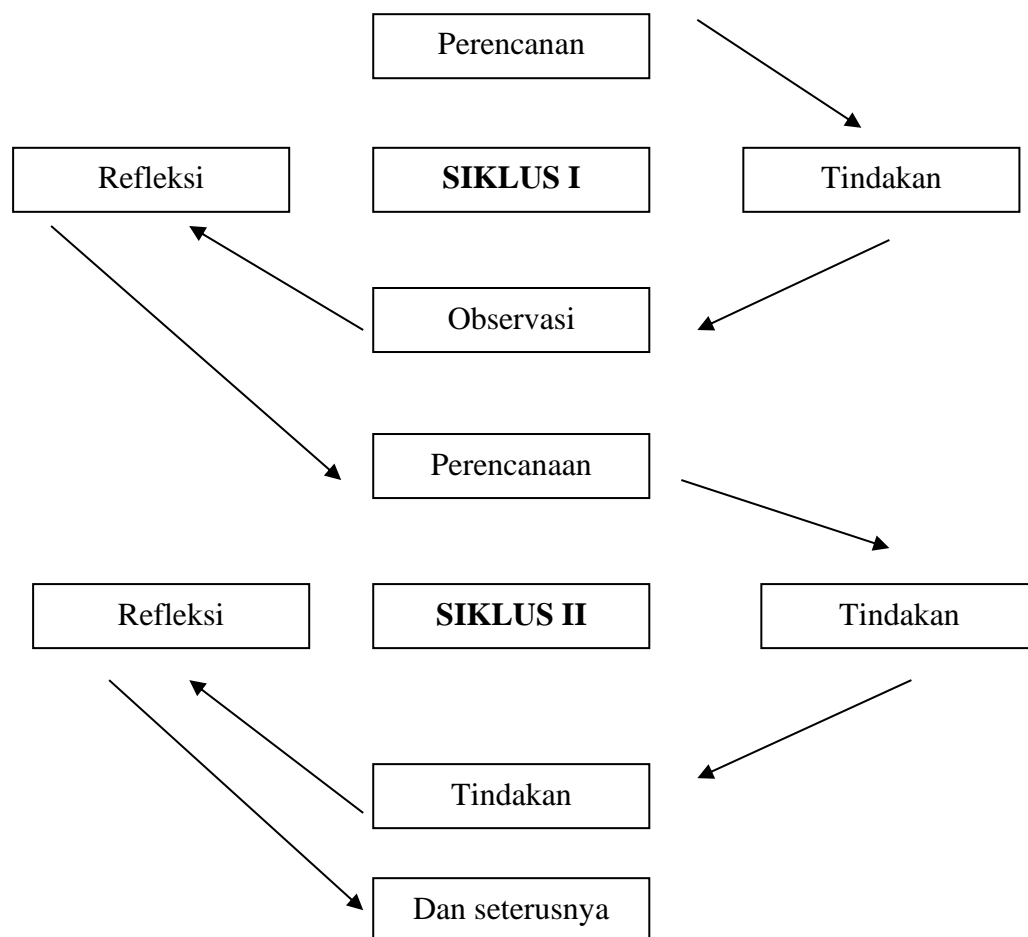 Perencanan
Refleksi
SIKLUS I
Tindakan
Observasi
Perencanaan
Refleksi
SIKLUS II
Tindakan
Tindakan
Dan seterusnya